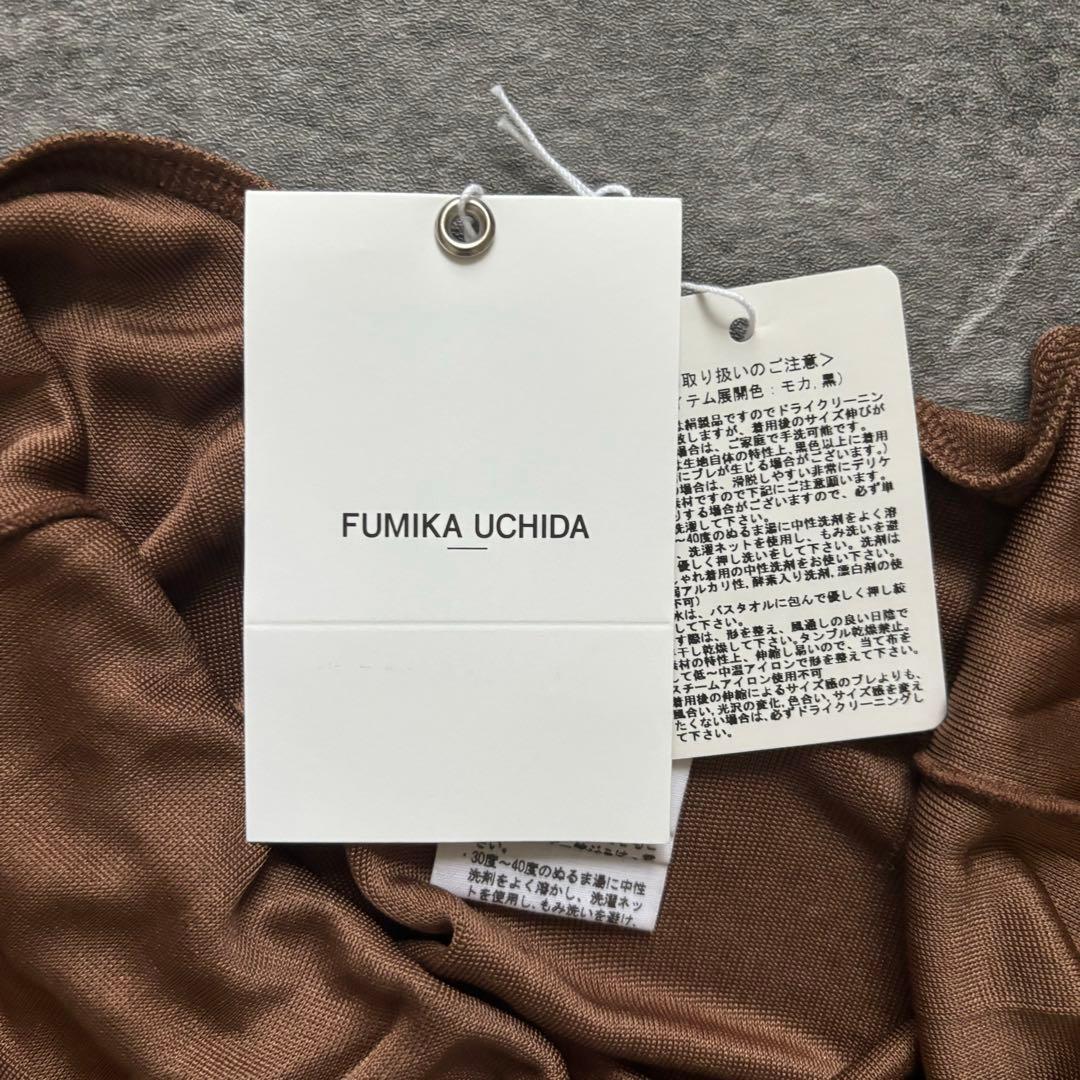 FUMIKA UCHIDA
取り扱いのご注意＞
イテム展開色：モカ,黒)
は絹製品ですのでドライクリーニン
致しますが、着用後のサイズ伸びが
場合は、ご家庭で手洗可能です。
は生地自体の特性上、黒色以上に着用
にブレが生じる場合がございます。)
場合は、滑脱しやすい非常にデリケ
素材ですので下記にご注意願います。
する場合がございますので、必ず単
洗濯して下さい。
～40度のぬるま湯に中性洗剤をよく溶
、洗濯ネットを使用し、もみ洗いを避
優しく押し洗いをして下さい。洗剤は
しゃれ着用の中性洗剤をお使い下さい。
弱アルカリ性,酵素入り洗剤,漂白剤の使
不可)
水は、バスタオルに包んで優しく押し絞
して下さい。
す際は、形を整え、風通しの良い日陰で
干し乾燥して下さい。タンブル乾燥禁止。
素材の特性上、伸縮し易いので、当て布を
して低～中温アイロンで形を整えて下さい。
スチームアイロン使用不可
着用後の伸縮によるサイズ感のブレよりも、
風合い,光沢の変化,色合い,サイズ感を変え
たくない場合は、必ずドライクリーニングし
て下さい。
さい。
・30度～40度のぬるま湯に中性
洗剤をよく溶かし、洗濯ネッ
トを使用し、もみ洗いを避け、